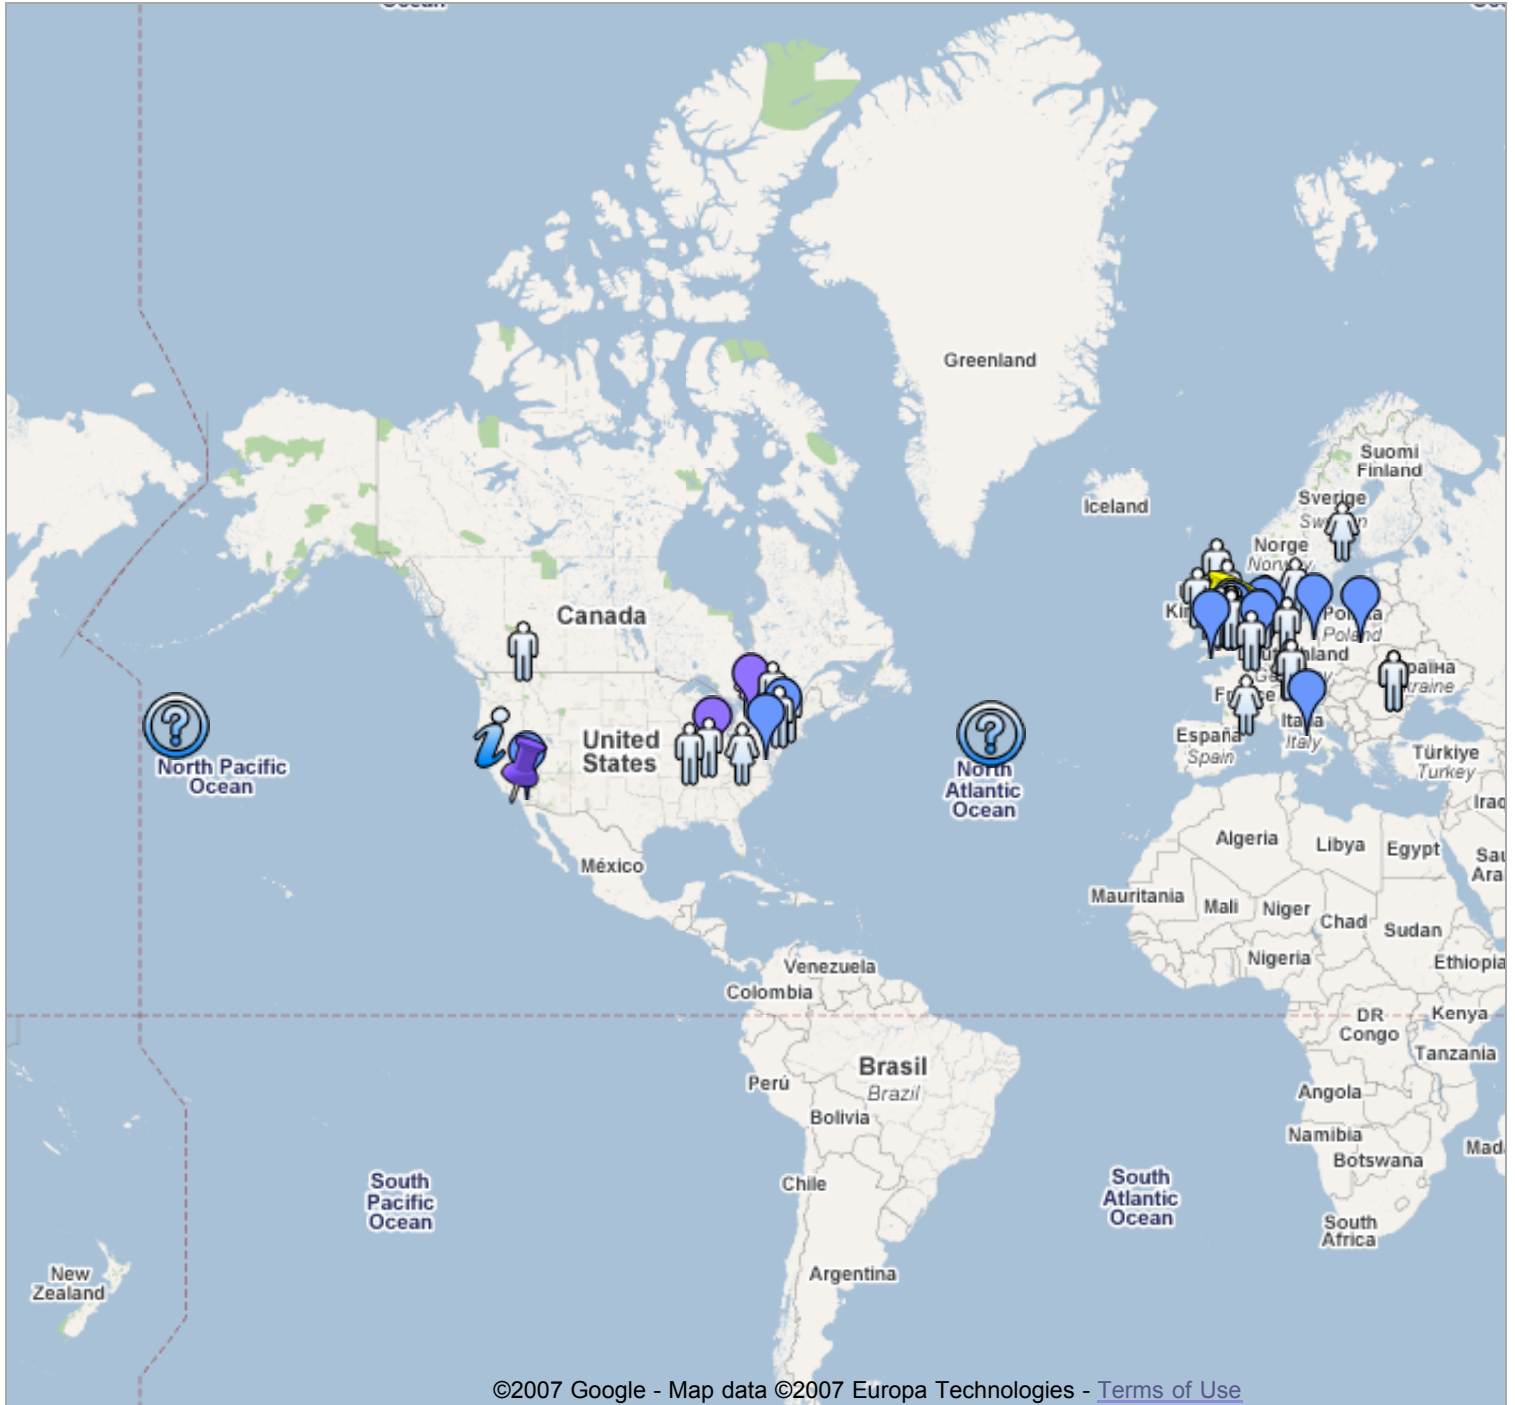 Ocean
Greenland
Suomi
Finland
Iceland
Sverige
Norge
Canada
Poland
United
States
North Pacific
Ocean
North
Atlantic
Ocean
España
Spain
Italia
Italy
Türkiye
Turkey
México
Algeria
Libya
Egypt
Mauritania
Mali
Niger
Chad
Sudan
Nigeria
Ethiopia
Venezuela
Colombia
DR
Congo
Kenya
Tanzania
Brasil
Brazil
Perú
Bolivia
Angola
Namibia
Botswana
Chile
South
Pacific
Ocean
South
Atlantic
Ocean
South
Africa
New
Zealand
Argentina
©2007 Google - Map data ©2007 Europa Technologies - Terms of Use